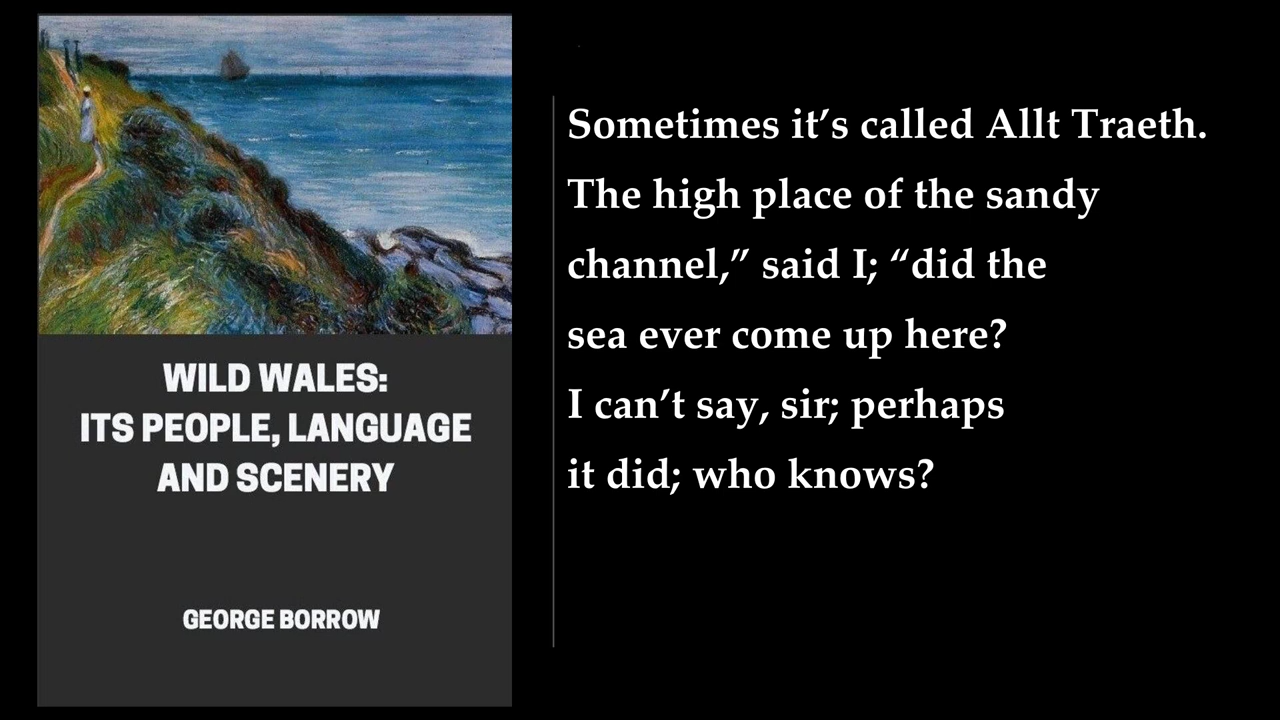 WILD WALES:
ITS PEOPLE, LANGUAGE
AND SCENERY
GEORGE BORROW
Sometimes it’s called Allt Traeth.
The high place of the sandy
channel,” said I; “did the
sea ever come up here?
I can’t say, sir; perhaps
it did; who knows?